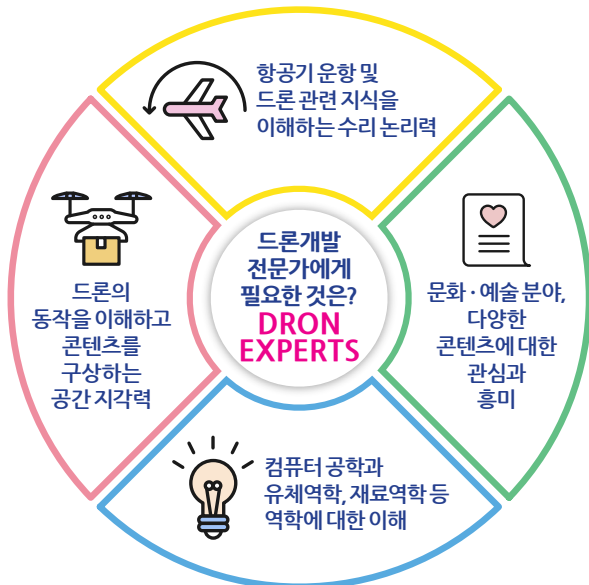 항공기 운항 및
드론 관련 지식을
이해하는 수리 논리력
드론개발
전문가에게
필요한 것은?
DRON
EXPERTS
드론의
동작을 이해하고
콘텐츠를
구상하는
공간 지각력
문화·예술 분야,
다양한
콘텐츠에 대한
관심과
흥미
컴퓨터 공학과
유체역학, 재료역학 등
역학에 대한 이해